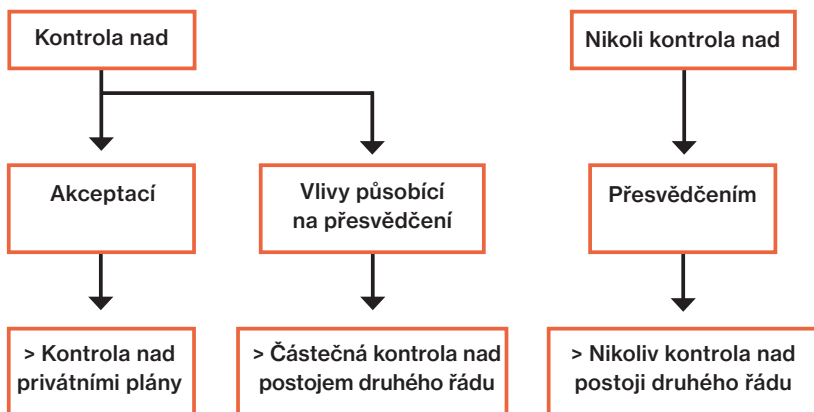 Kontrola nad
Nikoli kontrola nad
Akceptací
Vlivy působící
na přesvědčení
Přesvědčením
> Kontrola nad
privátními plány
> Částečná kontrola nad
postojem druhého řádu
> Nikoliv kontrola nad
postoji druhého řádu